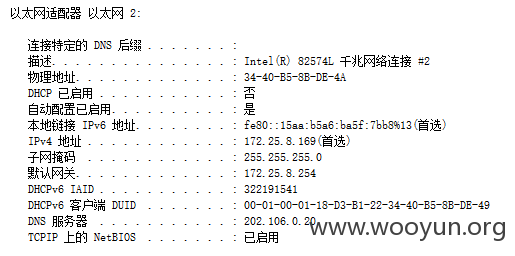 以太网适配器 以太网 2:
连接特定的 DNS 后缀 . . . . . . . :
描述. . . . . . . . . . . . . . . : Intel(R) 82574L 千兆网络连接 #2
物理地址. . . . . . . . . . . . . : 34-40-B5-8B-DE-4A
DHCP 已启用 . . . . . . . . . . . : 否
自动配置已启用. . . . . . . . . . : 是
本地链接 IPv6 地址. . . . . . . . : fe80::15aa:b5a6:ba5f:7bb8%13(首选)
IPv4 地址 . . . . . . . . . . . . : 172.25.8.169(首选)
子网掩码 . . . . . . . . . . . . : 255.255.255.0
默认网关. . . . . . . . . . . . . : 172.25.8.254
DHCPv6 IAID . . . . . . . . . . . : 322191541
DHCPv6 客户端 DUID . . . . . . . : 00-01-00-01-18-D3-B1-22-34-40-B5-8B-DE-49
DNS 服务器 . . . . . . . . . . . : 202.106.0.20
TCPIP 上的 NetBIOS . . . . . . . : 已启用
www.wooyun.org